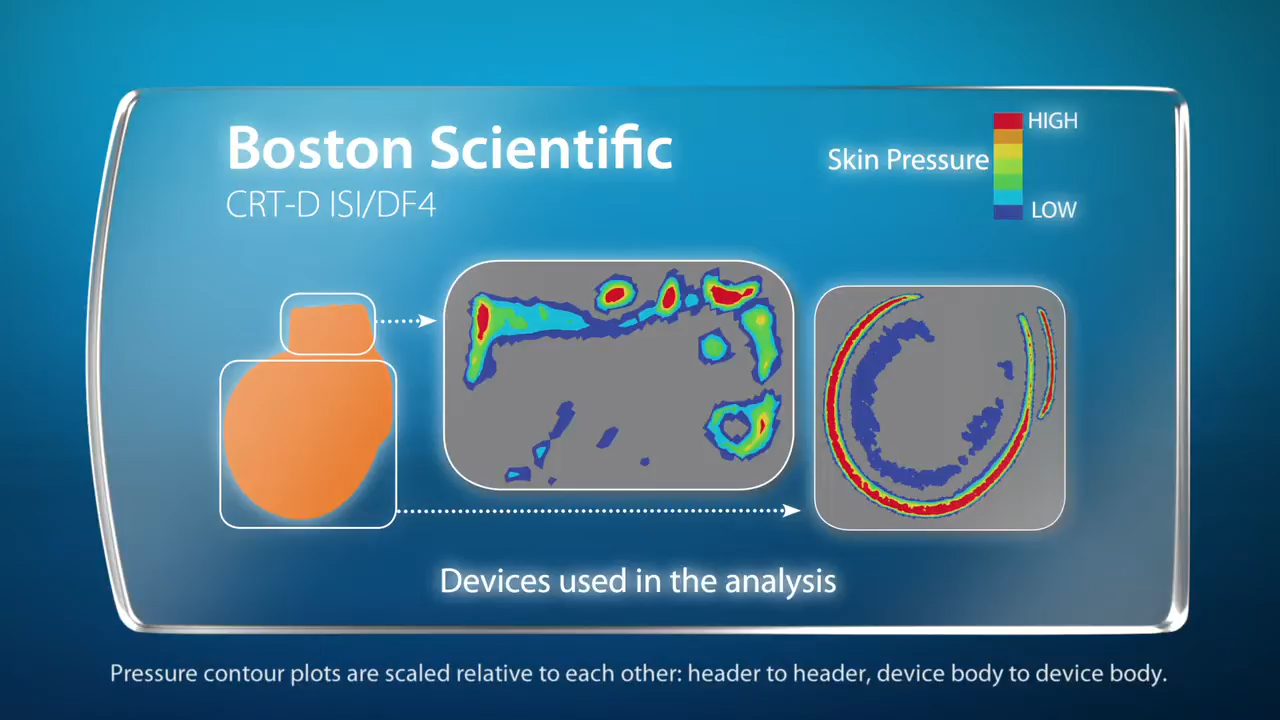 Boston Scientific
CRT-D ISI/DF4
Skin Pressure
HIGH
LOW
Devices used in the analysis
Pressure contour plots are scaled relative to each other: header to header, device body to device body.